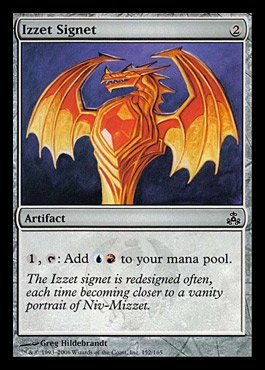 Izzet Signet 2
Artifact
1, : Add to your mana pool.
The Izzet signet is redesigned often,
each time becoming closer to a vanity
portrait of Niv-Mizzet.
Greg Hildebrandt
™ & © 1993–2006 Wizards of the Coast, Inc. 152/165